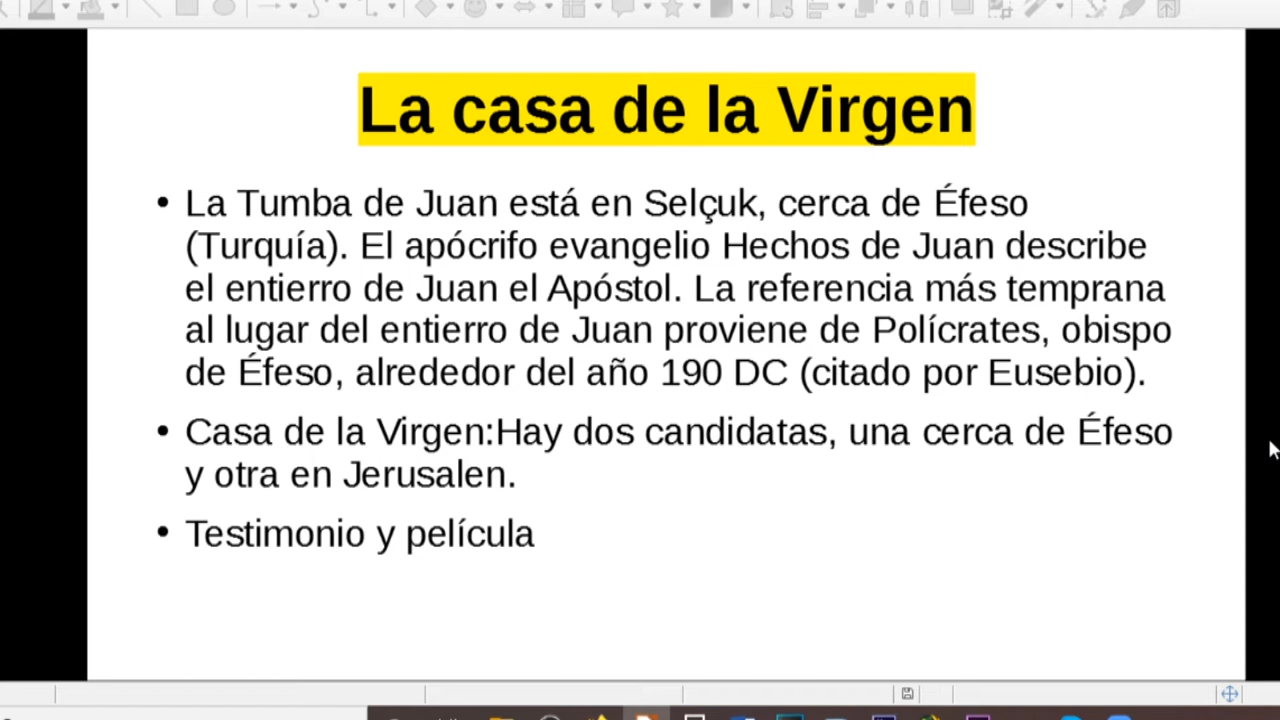 La casa de la Virgen
• La Tumba de Juan está en Selçuk, cerca de Éfeso
(Turquía). El apócrifo evangelio Hechos de Juan describe
el entierro de Juan el Apóstol. La referencia más temprana
al lugar del entierro de Juan proviene de Polícrates, obispo
de Éfeso, alrededor del año 190 DC (citado por Eusebio).
• Casa de la Virgen:Hay dos candidatas, una cerca de Éfeso
y otra en Jerusalen.
• Testimonio y película